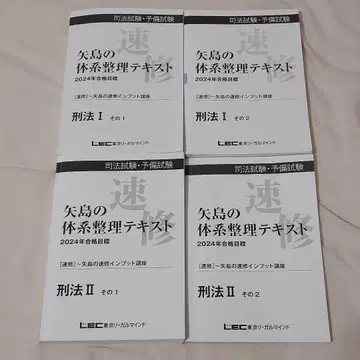 司法試験・予備試験
速修
矢島の
体系整理テキスト
2024年合格目標
[速修]~矢島の速修インプット講座
刑法Ⅰ その1
LEC東京リーガルマインド
司法試験・予備試験
速修
矢島の
体系整理テキスト
2024年合格目標
[速修]~矢島の速修インプット講座
刑法Ⅰ その2
LEC東京リーガルマインド
司法試験・予備試験
速修
矢島の
体系整理テキスト
2024年合格目標
[速修]~矢島の速修インプット講座
刑法Ⅱ その1
LEC東京リーガルマインド
司法試験・予備試験
速修
矢島の
体系整理テキスト
2024年合格目標
[速修]~矢島の速修インプット講座
刑法Ⅱ その2
LEC東京リーガルマインド